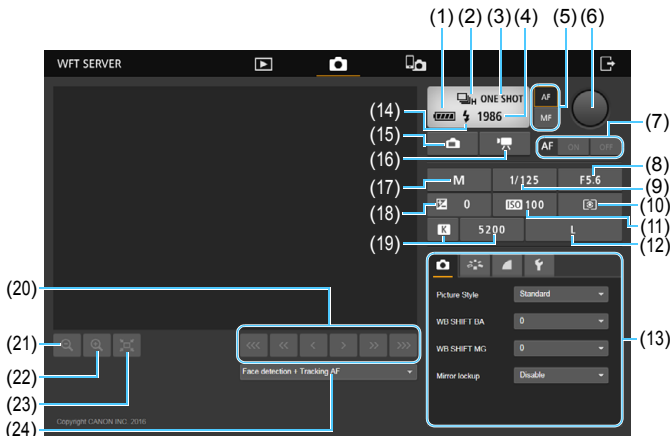 (1) (2) (3) (4) (5) (6)
WFT SERVER
H ONE SHOT
1986
AF
MF
(14)
(15)
(16)
(7)
AF ON OFF
(8)
(17)
M 1/125 F5.6
(9)
(18)
0 ISO 100
(10)
(11)
(19)
K 5200 L
(12)
(20)
Picture Style Standard
WB SHIFT BA 0
(13)
WB SHIFT MG 0
Mirror lockup Disable
(21)
(22)
(23)
(24)
Face detection + Tracking AF
Copyright CANON INC. 2016